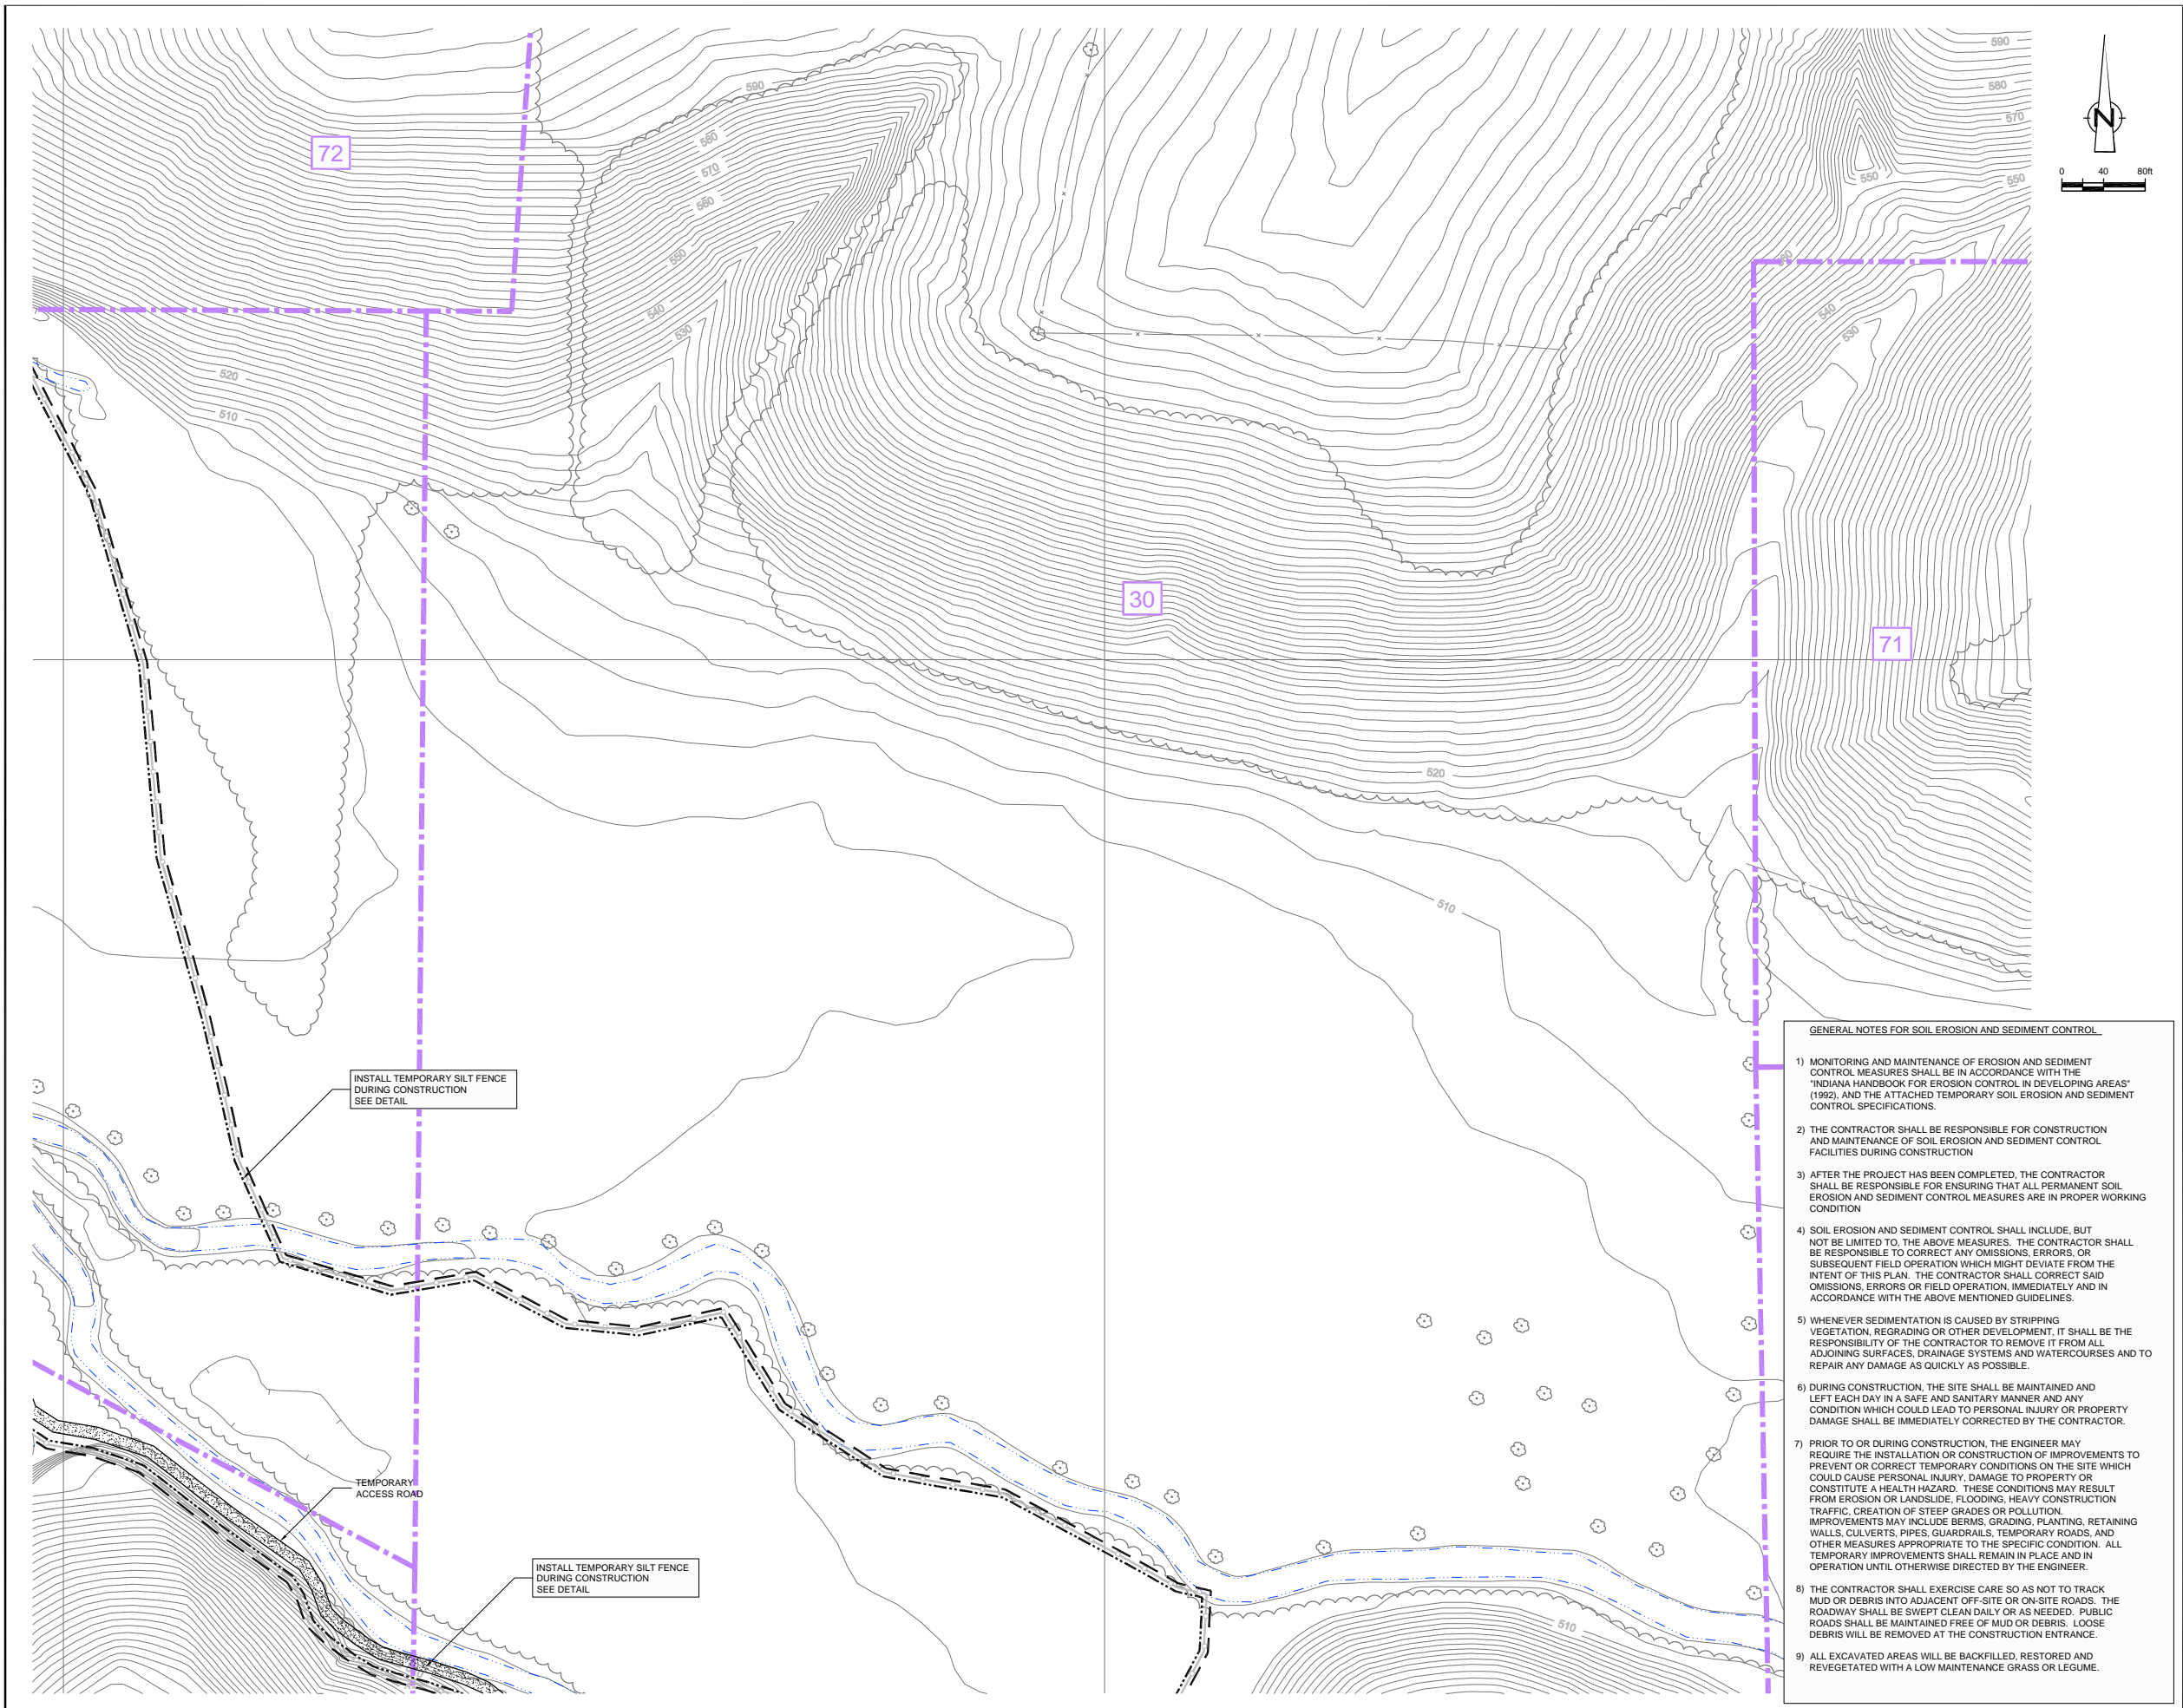 590
590
580
570
550
550
N
0 40 80ft
72
580
570
560
550
540
530
560
540
530
520
510
30
71
520
510
INSTALL TEMPORARY SILT FENCE
DURING CONSTRUCTION
SEE DETAIL
TEMPORARY
ACCESS ROAD
INSTALL TEMPORARY SILT FENCE
DURING CONSTRUCTION
SEE DETAIL
510
GENERAL NOTES FOR SOIL EROSION AND SEDIMENT CONTROL
1) MONITORING AND MAINTENANCE OF EROSION AND SEDIMENT
CONTROL MEASURES SHALL BE IN ACCORDANCE WITH THE
"INDIANA HANDBOOK FOR EROSION CONTROL IN DEVELOPING AREAS"
(1992), AND THE ATTACHED TEMPORARY SOIL EROSION AND SEDIMENT
CONTROL SPECIFICATIONS.
2) THE CONTRACTOR SHALL BE RESPONSIBLE FOR CONSTRUCTION
AND MAINTENANCE OF SOIL EROSION AND SEDIMENT CONTROL
FACILITIES DURING CONSTRUCTION
3) AFTER THE PROJECT HAS BEEN COMPLETED, THE CONTRACTOR
SHALL BE RESPONSIBLE FOR ENSURING THAT ALL PERMANENT SOIL
EROSION AND SEDIMENT CONTROL MEASURES ARE IN PROPER WORKING
CONDITION
4) SOIL EROSION AND SEDIMENT CONTROL SHALL INCLUDE, BUT
NOT BE LIMITED TO, THE ABOVE MEASURES. THE CONTRACTOR SHALL
BE RESPONSIBLE TO CORRECT ANY OMISSIONS, ERRORS, OR
SUBSEQUENT FIELD OPERATION WHICH MIGHT DEVIATE FROM THE
INTENT OF THIS PLAN. THE CONTRACTOR SHALL CORRECT SAID
OMISSIONS, ERRORS OR FIELD OPERATION, IMMEDIATELY AND IN
ACCORDANCE WITH THE ABOVE MENTIONED GUIDELINES.
5) WHENEVER SEDIMENTATION IS CAUSED BY STRIPPING
VEGETATION, REGRADING OR OTHER DEVELOPMENT, IT SHALL BE THE
RESPONSIBILITY OF THE CONTRACTOR TO REMOVE IT FROM ALL
ADJOINING SURFACES, DRAINAGE SYSTEMS AND WATERCOURSES AND TO
REPAIR ANY DAMAGE AS QUICKLY AS POSSIBLE.
6) DURING CONSTRUCTION, THE SITE SHALL BE MAINTAINED AND
LEFT EACH DAY IN A SAFE AND SANITARY MANNER AND ANY
CONDITION WHICH COULD LEAD TO PERSONAL INJURY OR PROPERTY
DAMAGE SHALL BE IMMEDIATELY CORRECTED BY THE CONTRACTOR.
7) PRIOR TO OR DURING CONSTRUCTION, THE ENGINEER MAY
REQUIRE THE INSTALLATION OR CONSTRUCTION OF IMPROVEMENTS TO
PREVENT OR CORRECT TEMPORARY CONDITIONS ON THE SITE WHICH
COULD CAUSE PERSONAL INJURY, DAMAGE TO PROPERTY OR
CONSTITUTE A HEALTH HAZARD. THESE CONDITIONS MAY RESULT
FROM EROSION OR LANDSLIDE, FLOODING, HEAVY CONSTRUCTION
TRAFFIC, CREATION OF STEEP GRADES OR POLLUTION.
IMPROVEMENTS MAY INCLUDE BERMS, GRADING, PLANTING, RETAINING
WALLS, CULVERTS, PIPES, GUARDRAILS, TEMPORARY ROADS, AND
OTHER MEASURES APPROPRIATE TO THE SPECIFIC CONDITION. ALL
TEMPORARY IMPROVEMENTS SHALL REMAIN IN PLACE AND IN
OPERATION UNTIL OTHERWISE DIRECTED BY THE ENGINEER.
8) THE CONTRACTOR SHALL EXERCISE CARE SO AS NOT TO TRACK
MUD OR DEBRIS INTO ADJACENT OFF-SITE OR ON-SITE ROADS. THE
ROADWAY SHALL BE SWEPT CLEAN DAILY OR AS NEEDED. PUBLIC
ROADS SHALL BE MAINTAINED FREE OF MUD OR DEBRIS. LOOSE
DEBRIS WILL BE REMOVED AT THE CONSTRUCTION ENTRANCE.
9) ALL EXCAVATED AREAS WILL BE BACKFILLED, RESTORED AND
REVEGETATED WITH A LOW MAINTENANCE GRASS OR LEGUME.